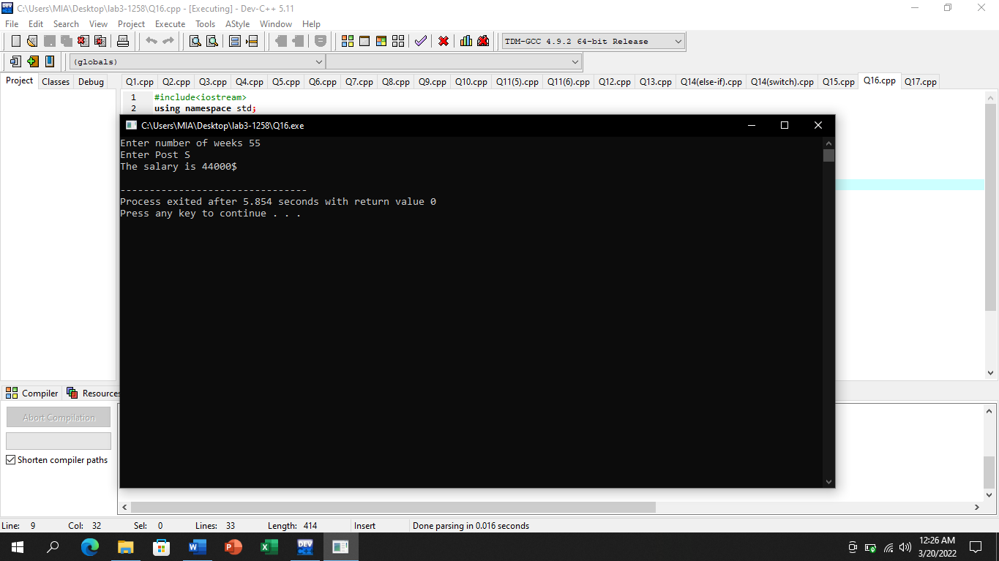 C:\Users\MIA\Desktop\lab3-1258\Q16.cpp - [Executing] - Dev-C++ 5.11
File Edit Search View Project Execute Tools AStyle Window Help
TDM-GCC 4.9.2 64-bit Release
(globals)
Project Classes Debug Q1.cpp Q2.cpp Q3.cpp Q4.cpp Q5.cpp Q6.cpp Q7.cpp Q8.cpp Q9.cpp Q10.cpp Q11(5).cpp Q11(6).cpp Q12.cpp Q13.cpp Q14(else-if).cpp Q14(switch).cpp Q15.cpp Q16.cpp Q17.cpp
1 #include<iostream>
2 using namespace std;
C:\Users\MIA\Desktop\lab3-1258\Q16.exe
Enter number of weeks 55
Enter Post S
The salary is 44000$
--------------------------------
Process exited after 5.854 seconds with return value 0
Press any key to continue . . .
Compiler Resources
Abort Compilation
Shorten compiler paths
Line: 9 Col: 32 Sel: 0 Lines: 33 Length: 414 Insert Done parsing in 0.016 seconds
12:26 AM
3/20/2022